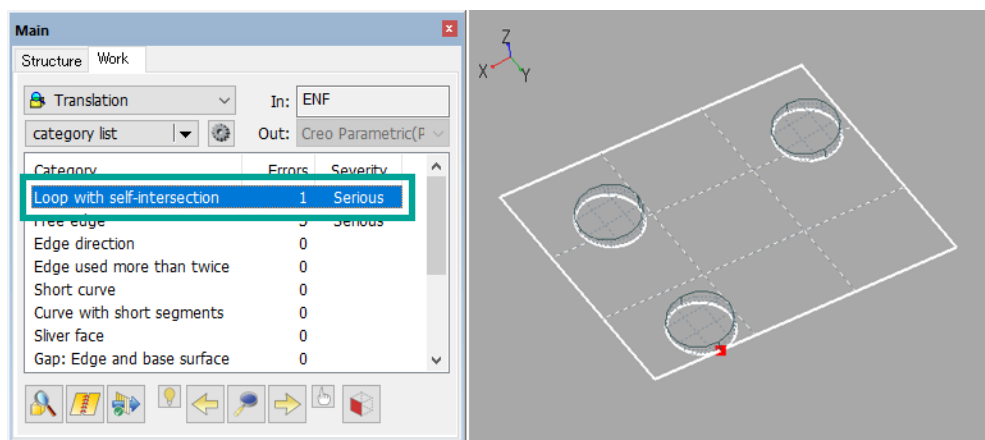 Main
Structure Work
Translation In: ENF
category list Out: Creo Parametric(P
Category Errors Severity
Loop with self-intersection 1 Serious
Free edge 3 Serious
Edge direction 0
Edge used more than twice 0
Short curve 0
Curve with short segments 0
Sliver face 0
Gap: Edge and base surface 0
Z
X Y